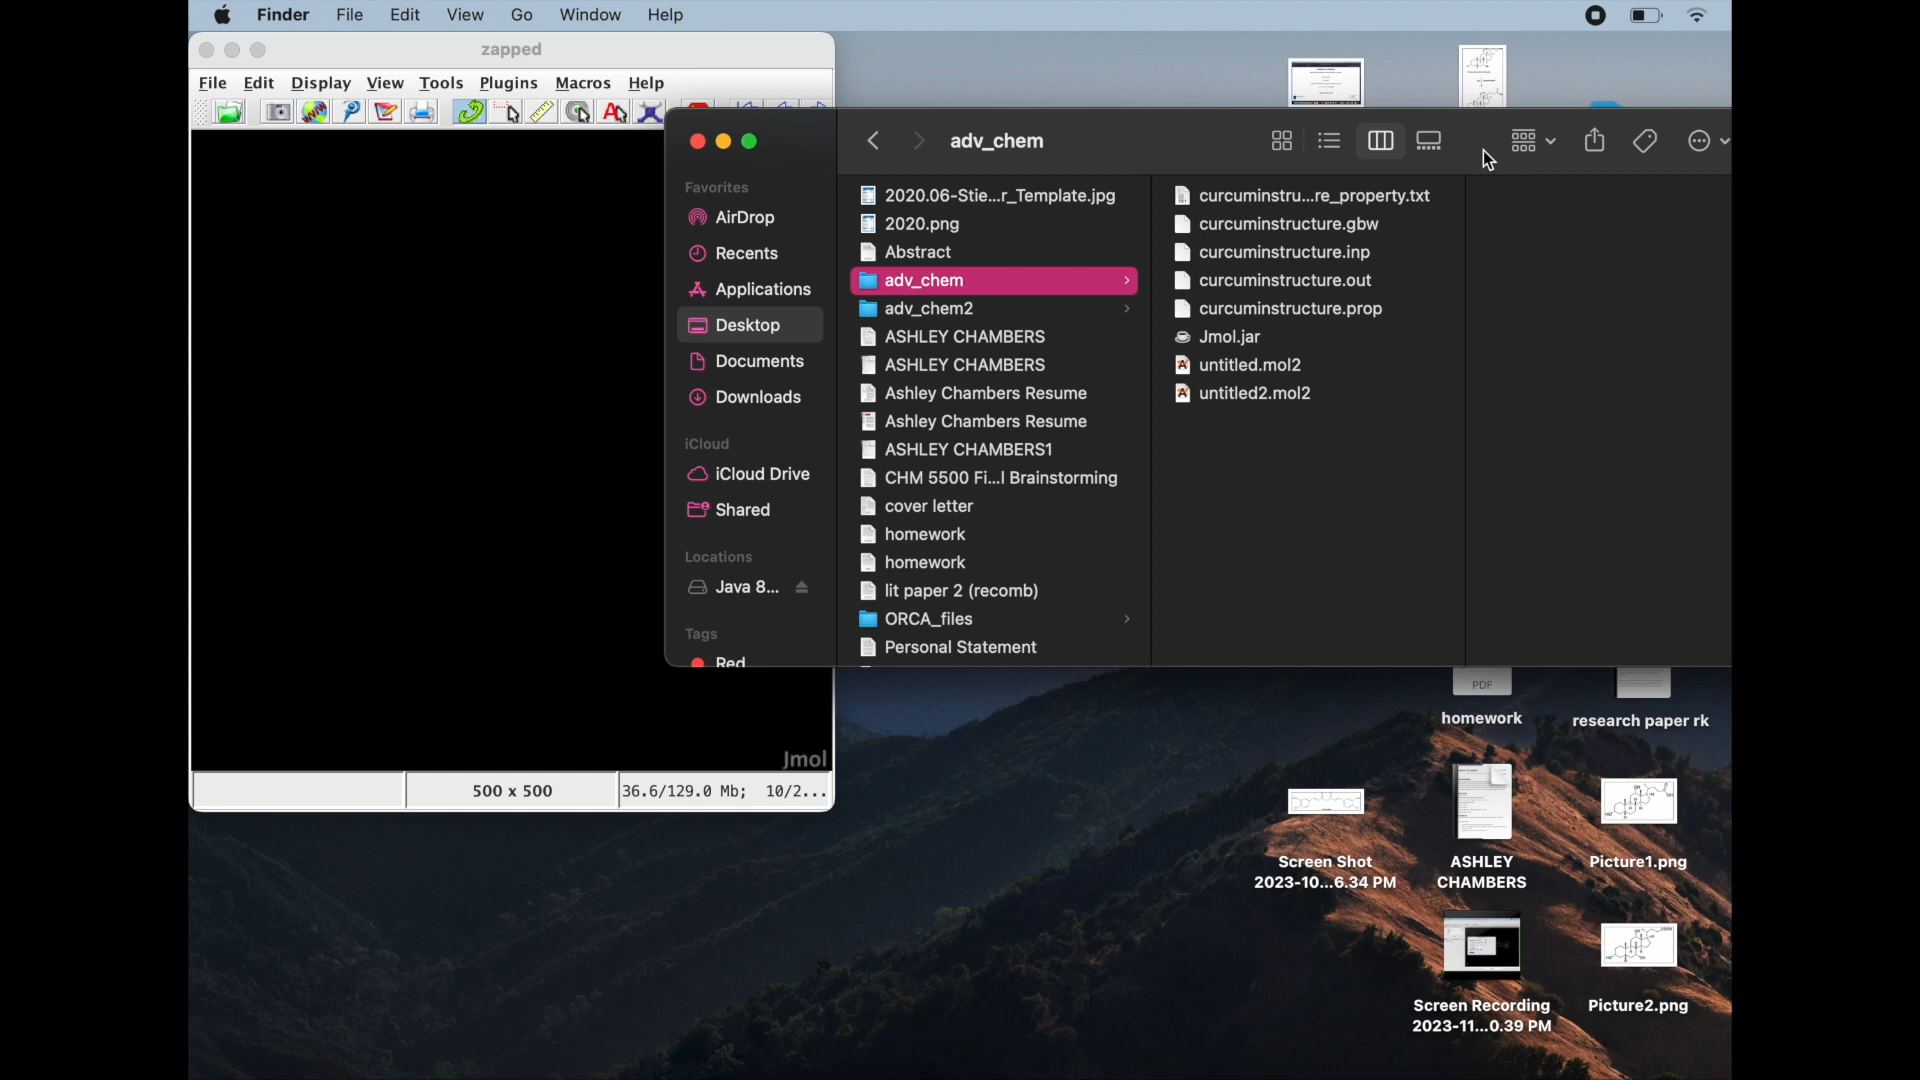 Finder File Edit View Go Window Help
zapped
File Edit Display View Tools Plugins Macros Help
adv_chem
Favorites
AirDrop
Recents
Applications
Desktop
Documents
Downloads
iCloud
iCloud Drive
Shared
Locations
Java 8...
Tags
Red
2020.06-Stie...r_Template.jpg
2020.png
Abstract
adv_chem
adv_chem2
ASHLEY CHAMBERS
ASHLEY CHAMBERS
Ashley Chambers Resume
Ashley Chambers Resume
ASHLEY CHAMBERS1
CHM 5500 Fi...l Brainstorming
cover letter
homework
homework
lit paper 2 (recomb)
ORCA_files
Personal Statement
curcuminstru...re_property.txt
curcuminstructure.gbw
curcuminstructure.inp
curcuminstructure.out
curcuminstructure.prop
Jmol.jar
untitled.mol2
untitled2.mol2
Jmol
500 x 500
36.6/129.0 Mb; 10/2...
PDF
homework
research paper rk
Screen Shot
2023-10...6.34 PM
ASHLEY
CHAMBERS
Picture1.png
Screen Recording
2023-11...0.39 PM
Picture2.png